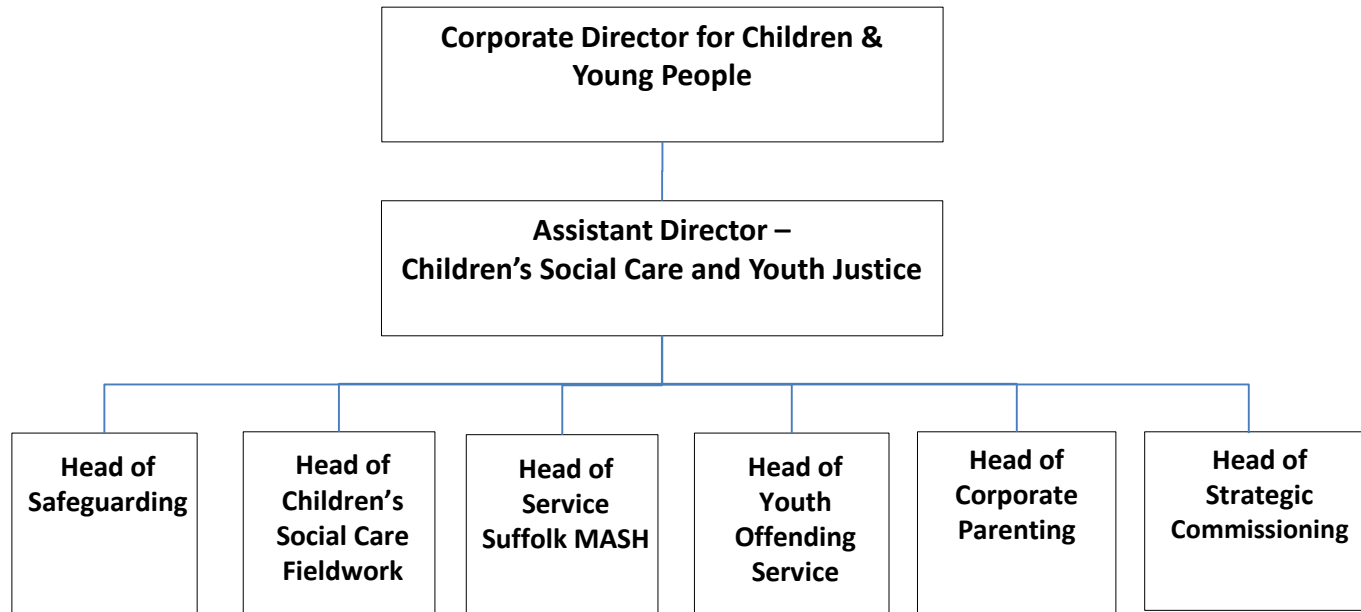 Corporate Director for Children &
Young People
Assistant Director –
Children’s Social Care and Youth Justice
Head of
Safeguarding
Head of
Children’s
Social Care
Fieldwork
Head of
Service
Suffolk MASH
Head of
Youth
Offending
Service
Head of
Corporate
Parenting
Head of
Strategic
Commissioning